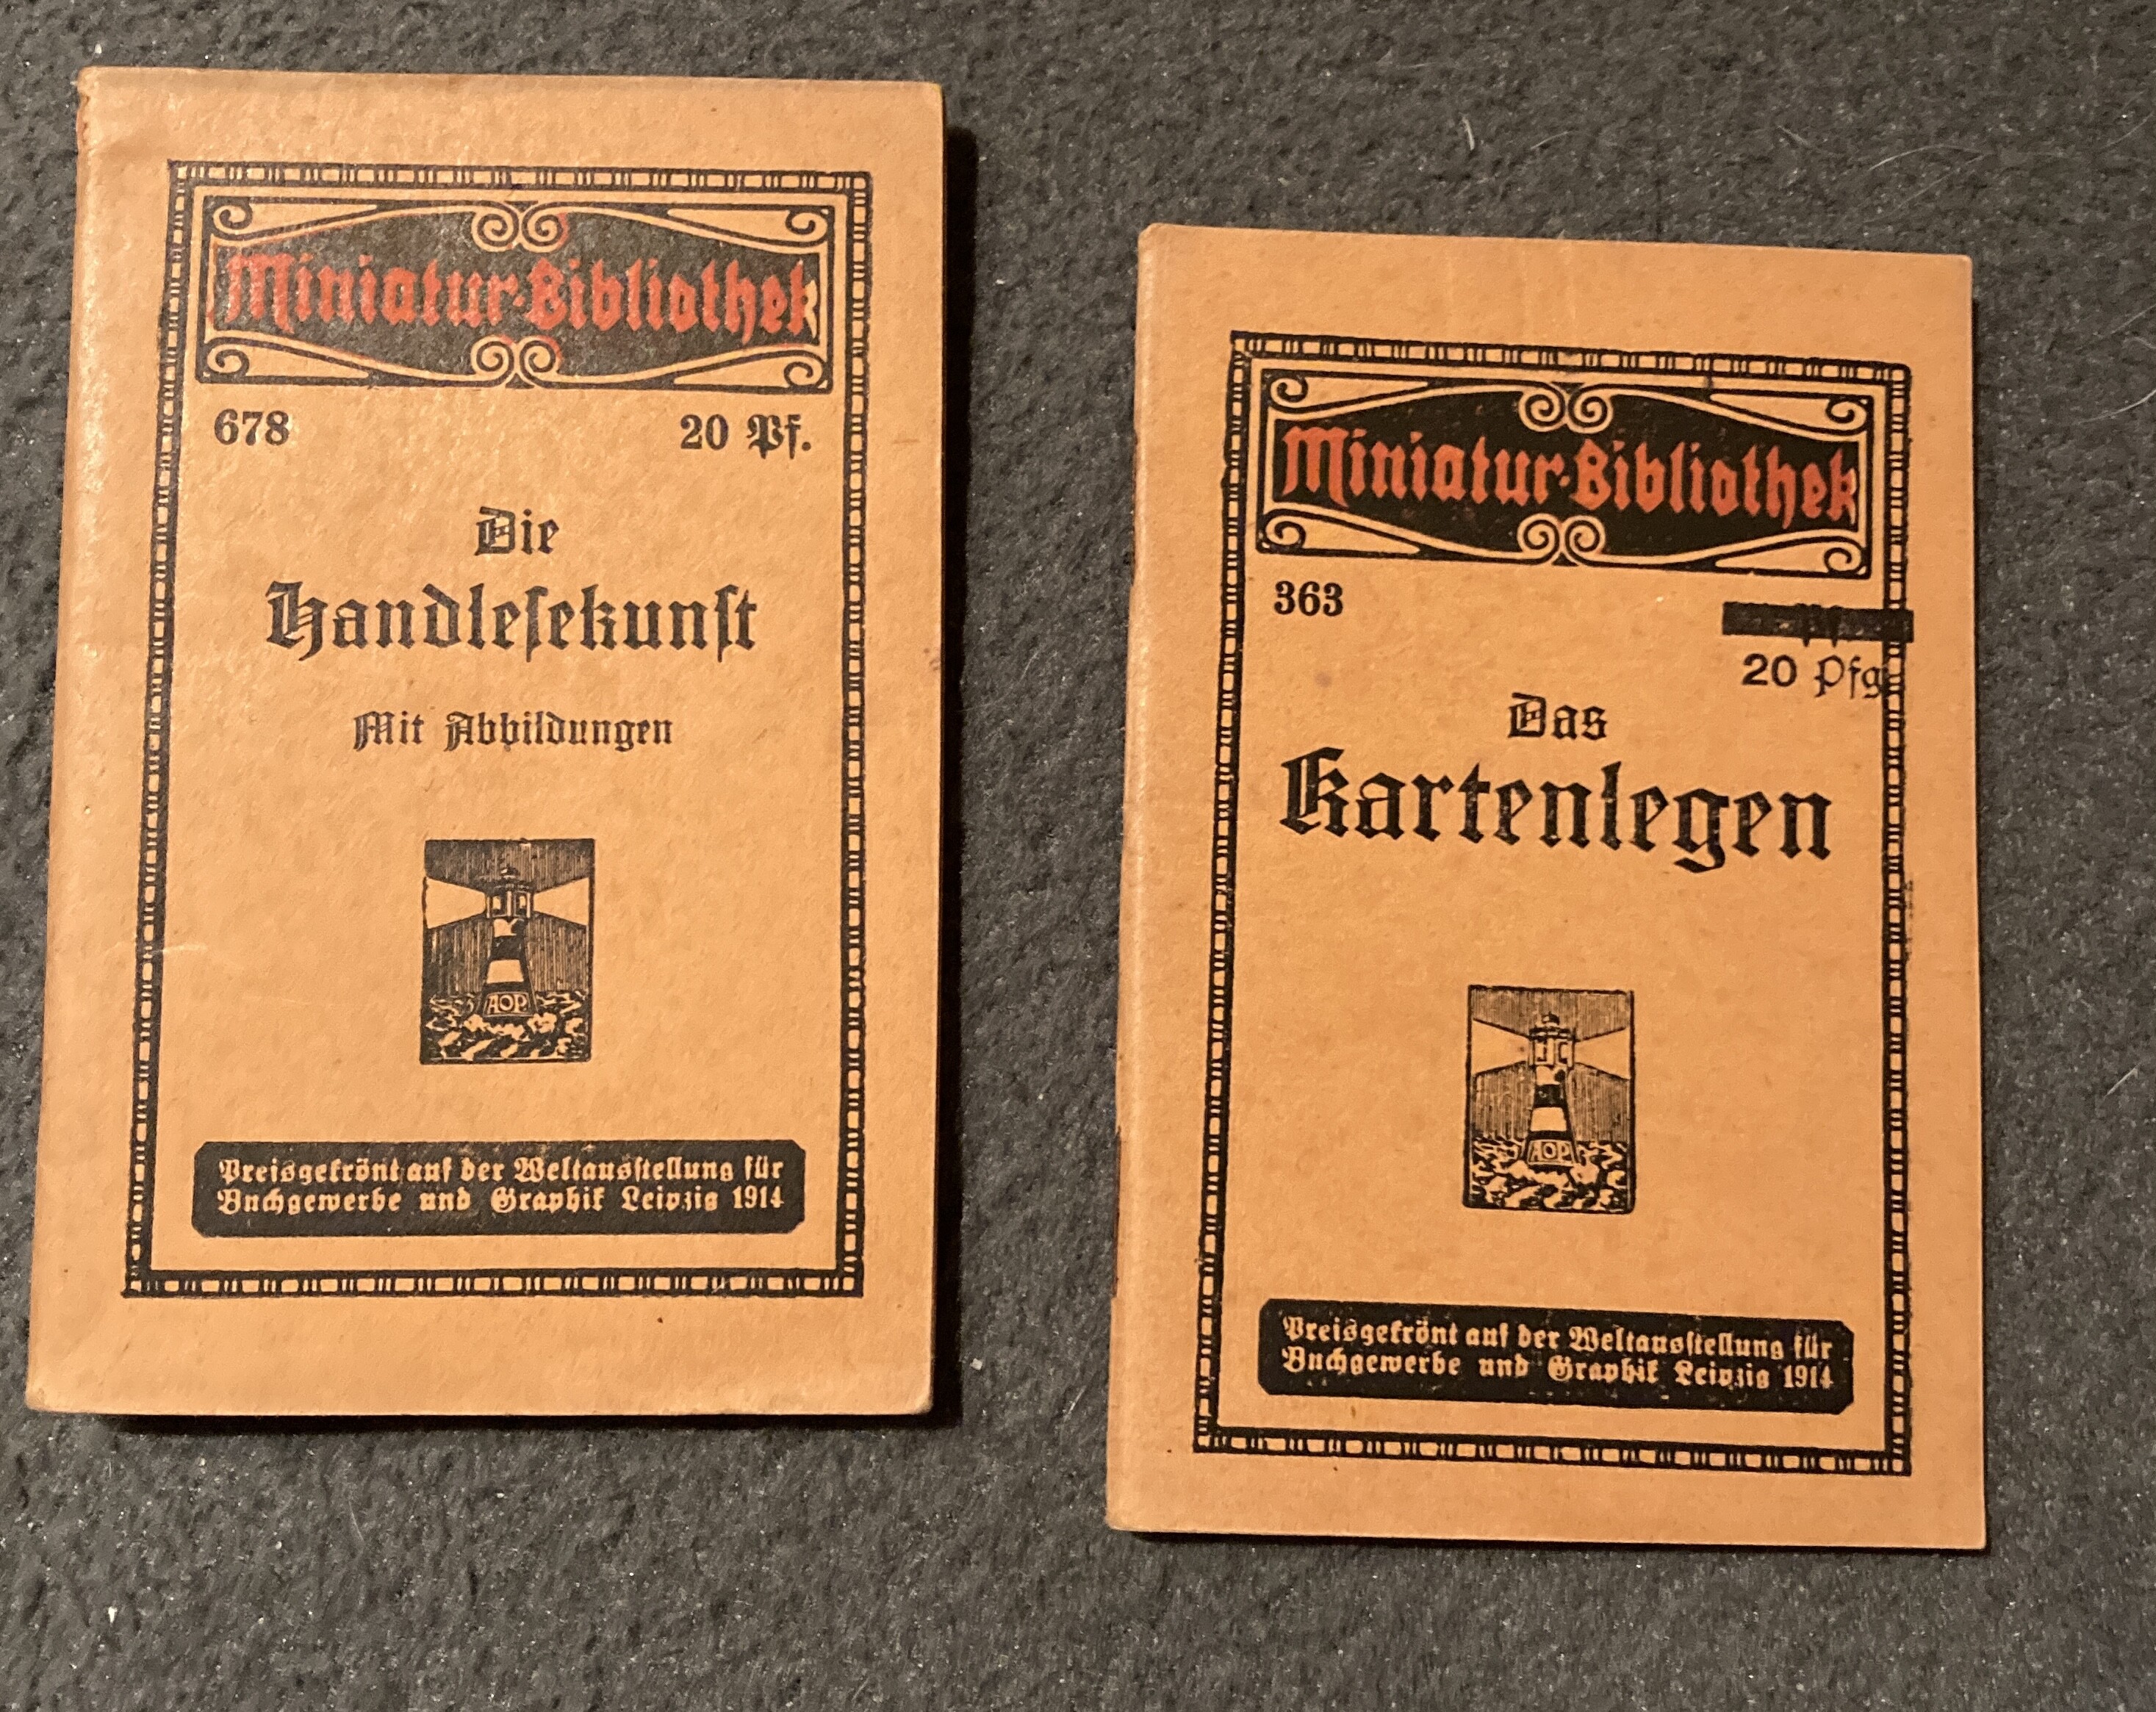 Miniatur-Bibliothek
678 20 Pf.
Die
Handlesekunst
Mit Abbildungen
AOP
Preisgekrönt auf der Weltausstellung für
Buchgewerbe und Graphik Leipzig 1914
Miniatur-Bibliothek
363
20 Pfg
Das
Kartenlegen
AOP
Preisgekrönt auf der Weltausstellung für
Buchgewerbe und Graphik Leipzig 1914